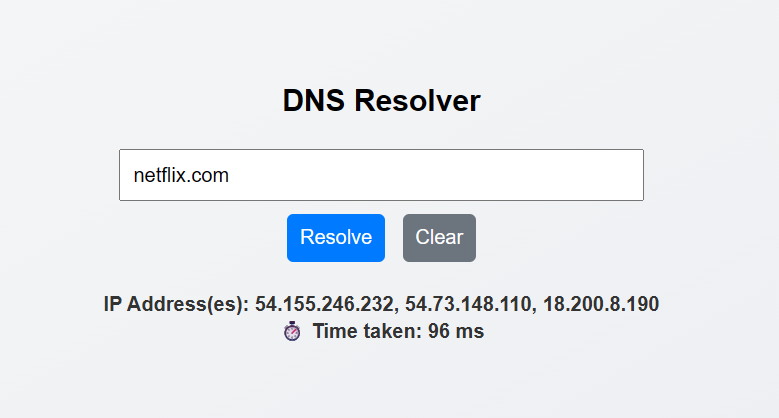 DNS Resolver
netflix.com
Resolve Clear
IP Address(es): 54.155.246.232, 54.73.148.110, 18.200.8.190
⏱ Time taken: 96 ms